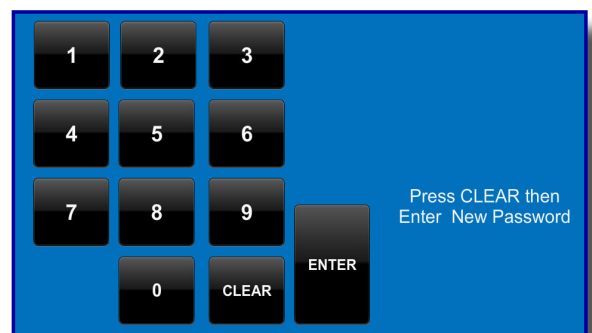 1 2 3
4 5 6
7 8 9
Press CLEAR then
Enter New Password
ENTER
0 CLEAR